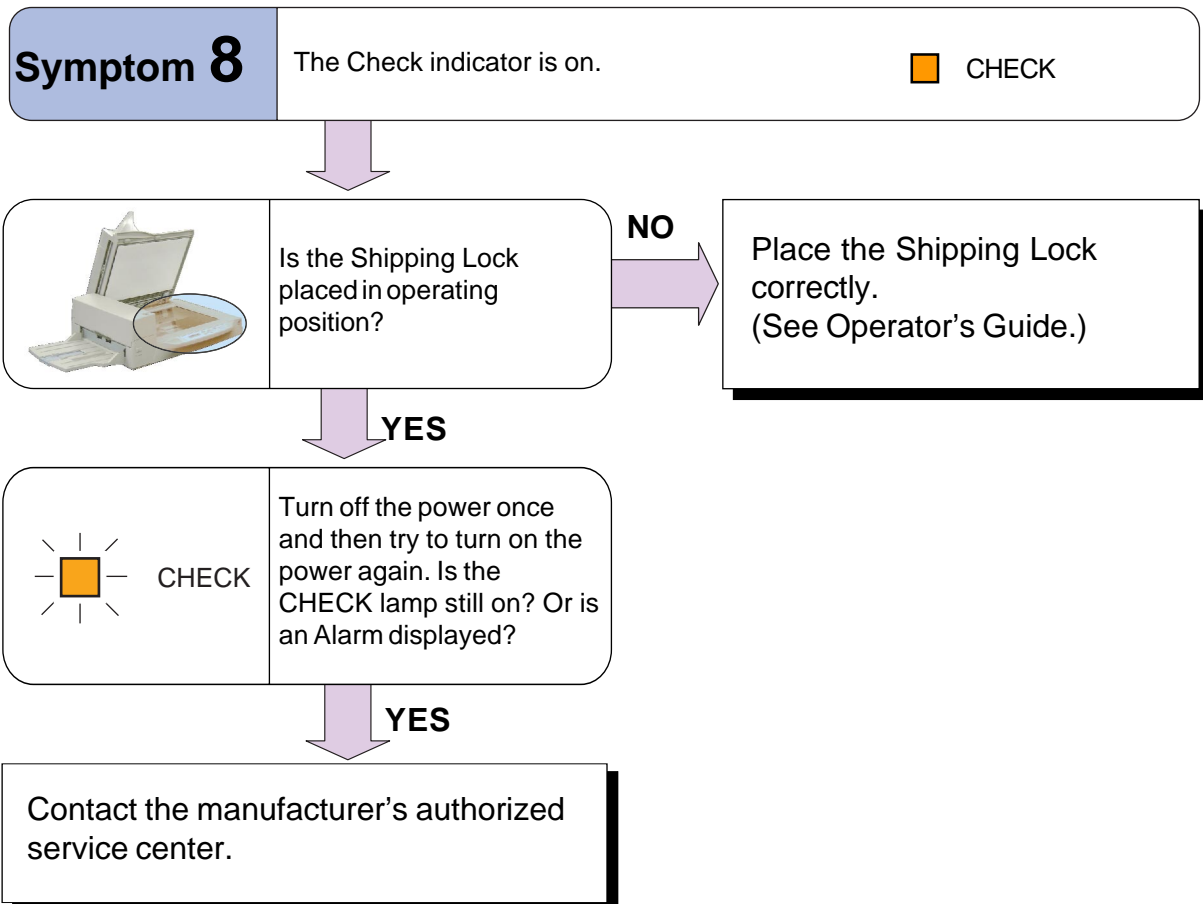 Symptom 8
The Check indicator is on.
CHECK
Is the Shipping Lock
placed in operating
position?
NO
Place the Shipping Lock
correctly.
(See Operator’s Guide.)
YES
CHECK
Turn off the power once
and then try to turn on the
power again. Is the
CHECK lamp still on? Or is
an Alarm displayed?
YES
Contact the manufacturer’s authorized
service center.